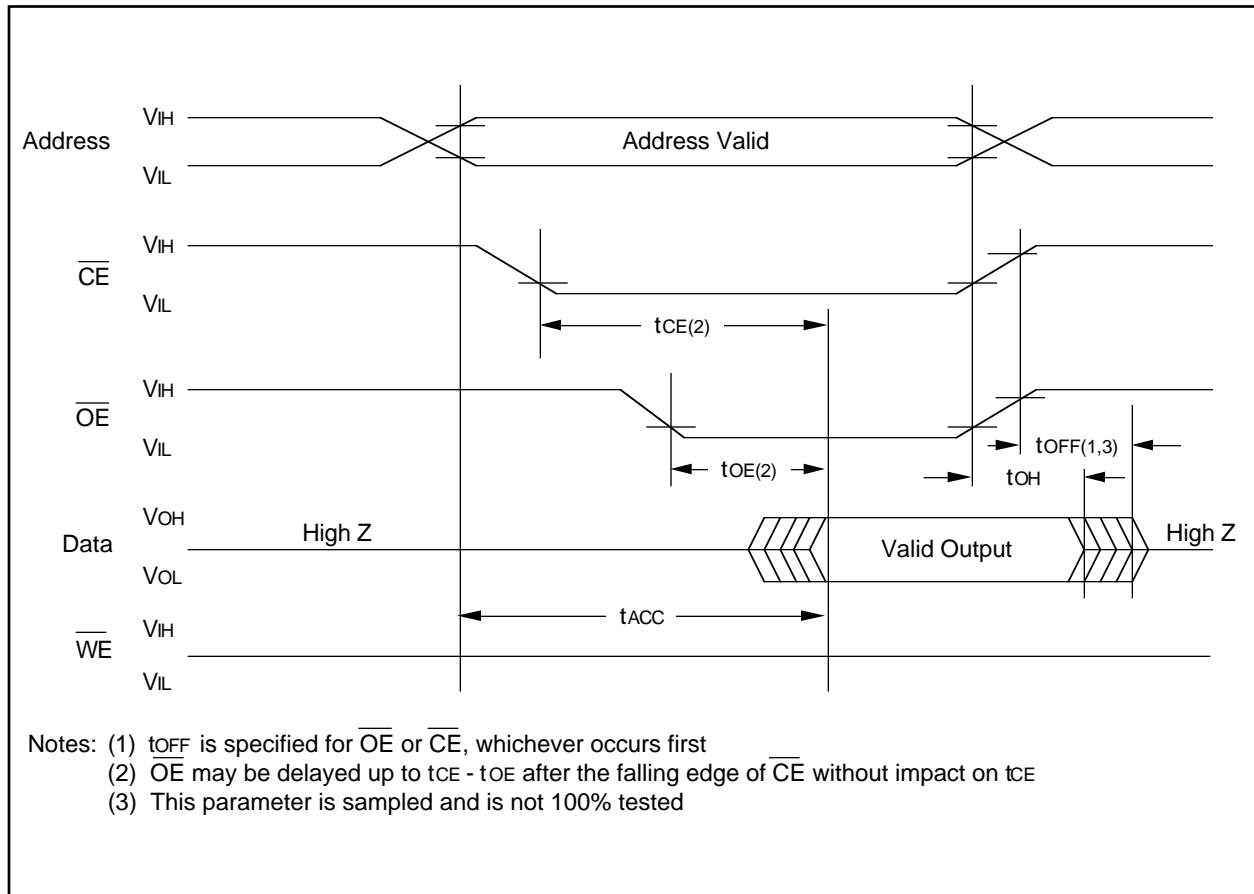 VIH
Address
Address Valid
VIL
VIH
CE
VIL
tCE(2)
VIH
OE
VIL
tOFF(1,3)
tOE(2)
tOH
VOH
High Z
Data
Valid Output
High Z
VOL
tACC
VIH
WE
VIL
Notes: (1) tOFF is specified for OE or CE, whichever occurs first
(2) OE may be delayed up to tCE - tOE after the falling edge of CE without impact on tCE
(3) This parameter is sampled and is not 100% tested